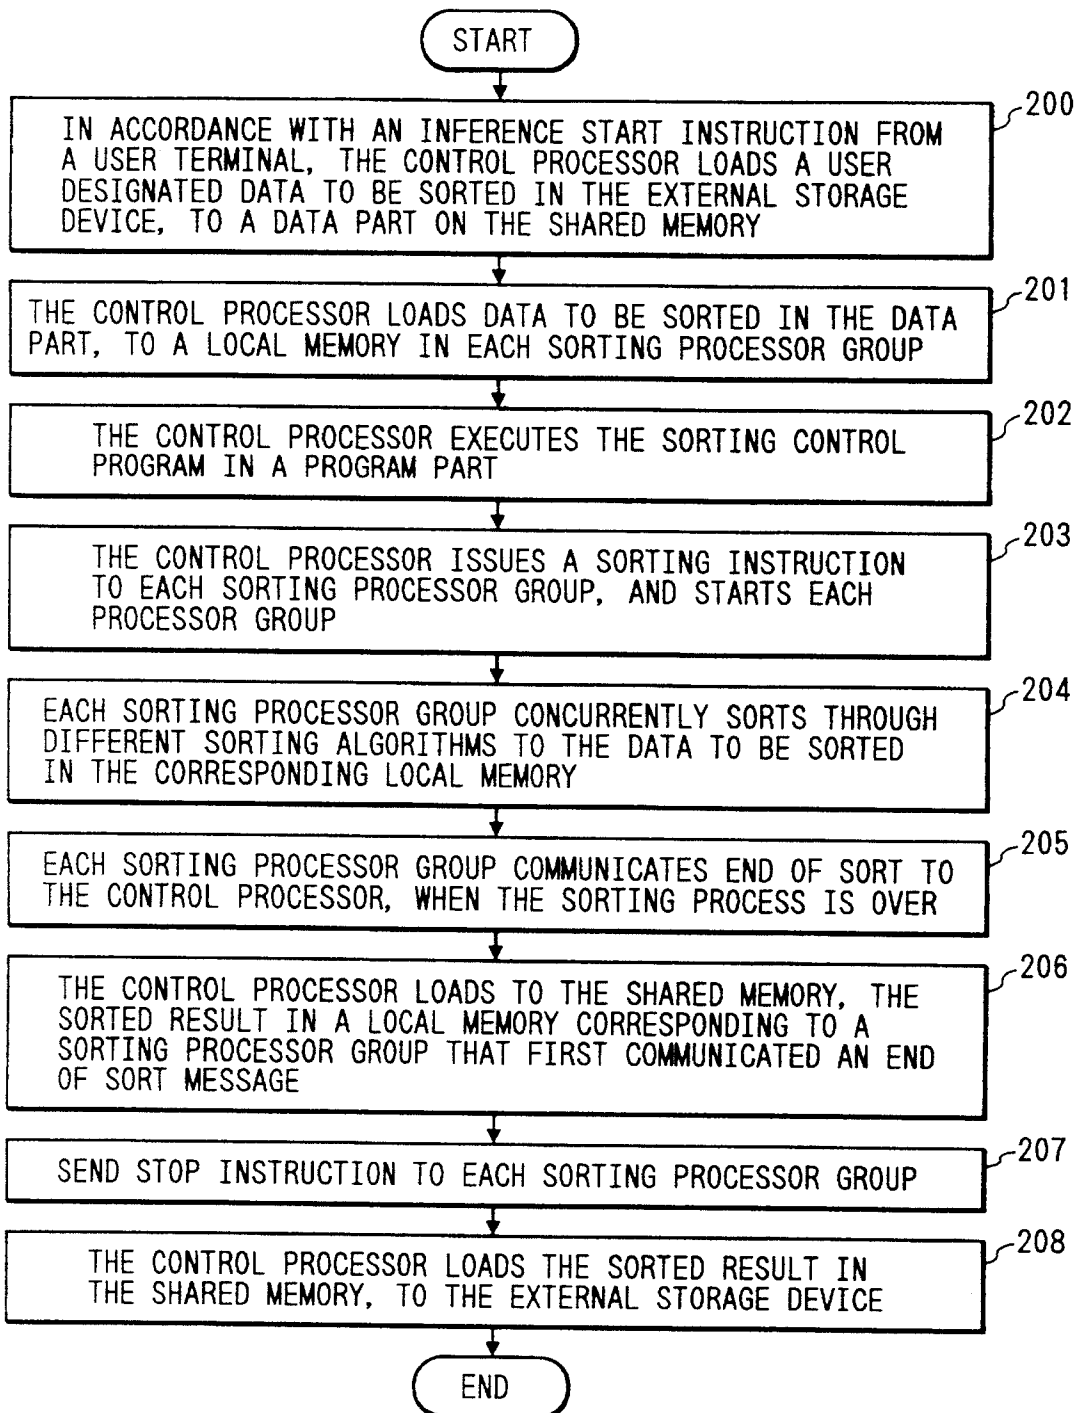 START
200
IN ACCORDANCE WITH AN INFERENCE START INSTRUCTION FROM
A USER TERMINAL, THE CONTROL PROCESSOR LOADS A USER
DESIGNATED DATA TO BE SORTED IN THE EXTERNAL STORAGE
DEVICE, TO A DATA PART ON THE SHARED MEMORY
201
THE CONTROL PROCESSOR LOADS DATA TO BE SORTED IN THE DATA
PART, TO A LOCAL MEMORY IN EACH SORTING PROCESSOR GROUP
202
THE CONTROL PROCESSOR EXECUTES THE SORTING CONTROL
PROGRAM IN A PROGRAM PART
203
THE CONTROL PROCESSOR ISSUES A SORTING INSTRUCTION
TO EACH SORTING PROCESSOR GROUP, AND STARTS EACH
PROCESSOR GROUP
204
EACH SORTING PROCESSOR GROUP CONCURRENTLY SORTS THROUGH
DIFFERENT SORTING ALGORITHMS TO THE DATA TO BE SORTED
IN THE CORRESPONDING LOCAL MEMORY
205
EACH SORTING PROCESSOR GROUP COMMUNICATES END OF SORT TO
THE CONTROL PROCESSOR, WHEN THE SORTING PROCESS IS OVER
206
THE CONTROL PROCESSOR LOADS TO THE SHARED MEMORY, THE
SORTED RESULT IN A LOCAL MEMORY CORRESPONDING TO A
SORTING PROCESSOR GROUP THAT FIRST COMMUNICATED AN END
OF SORT MESSAGE
207
SEND STOP INSTRUCTION TO EACH SORTING PROCESSOR GROUP
208
THE CONTROL PROCESSOR LOADS THE SORTED RESULT IN
THE SHARED MEMORY, TO THE EXTERNAL STORAGE DEVICE
END